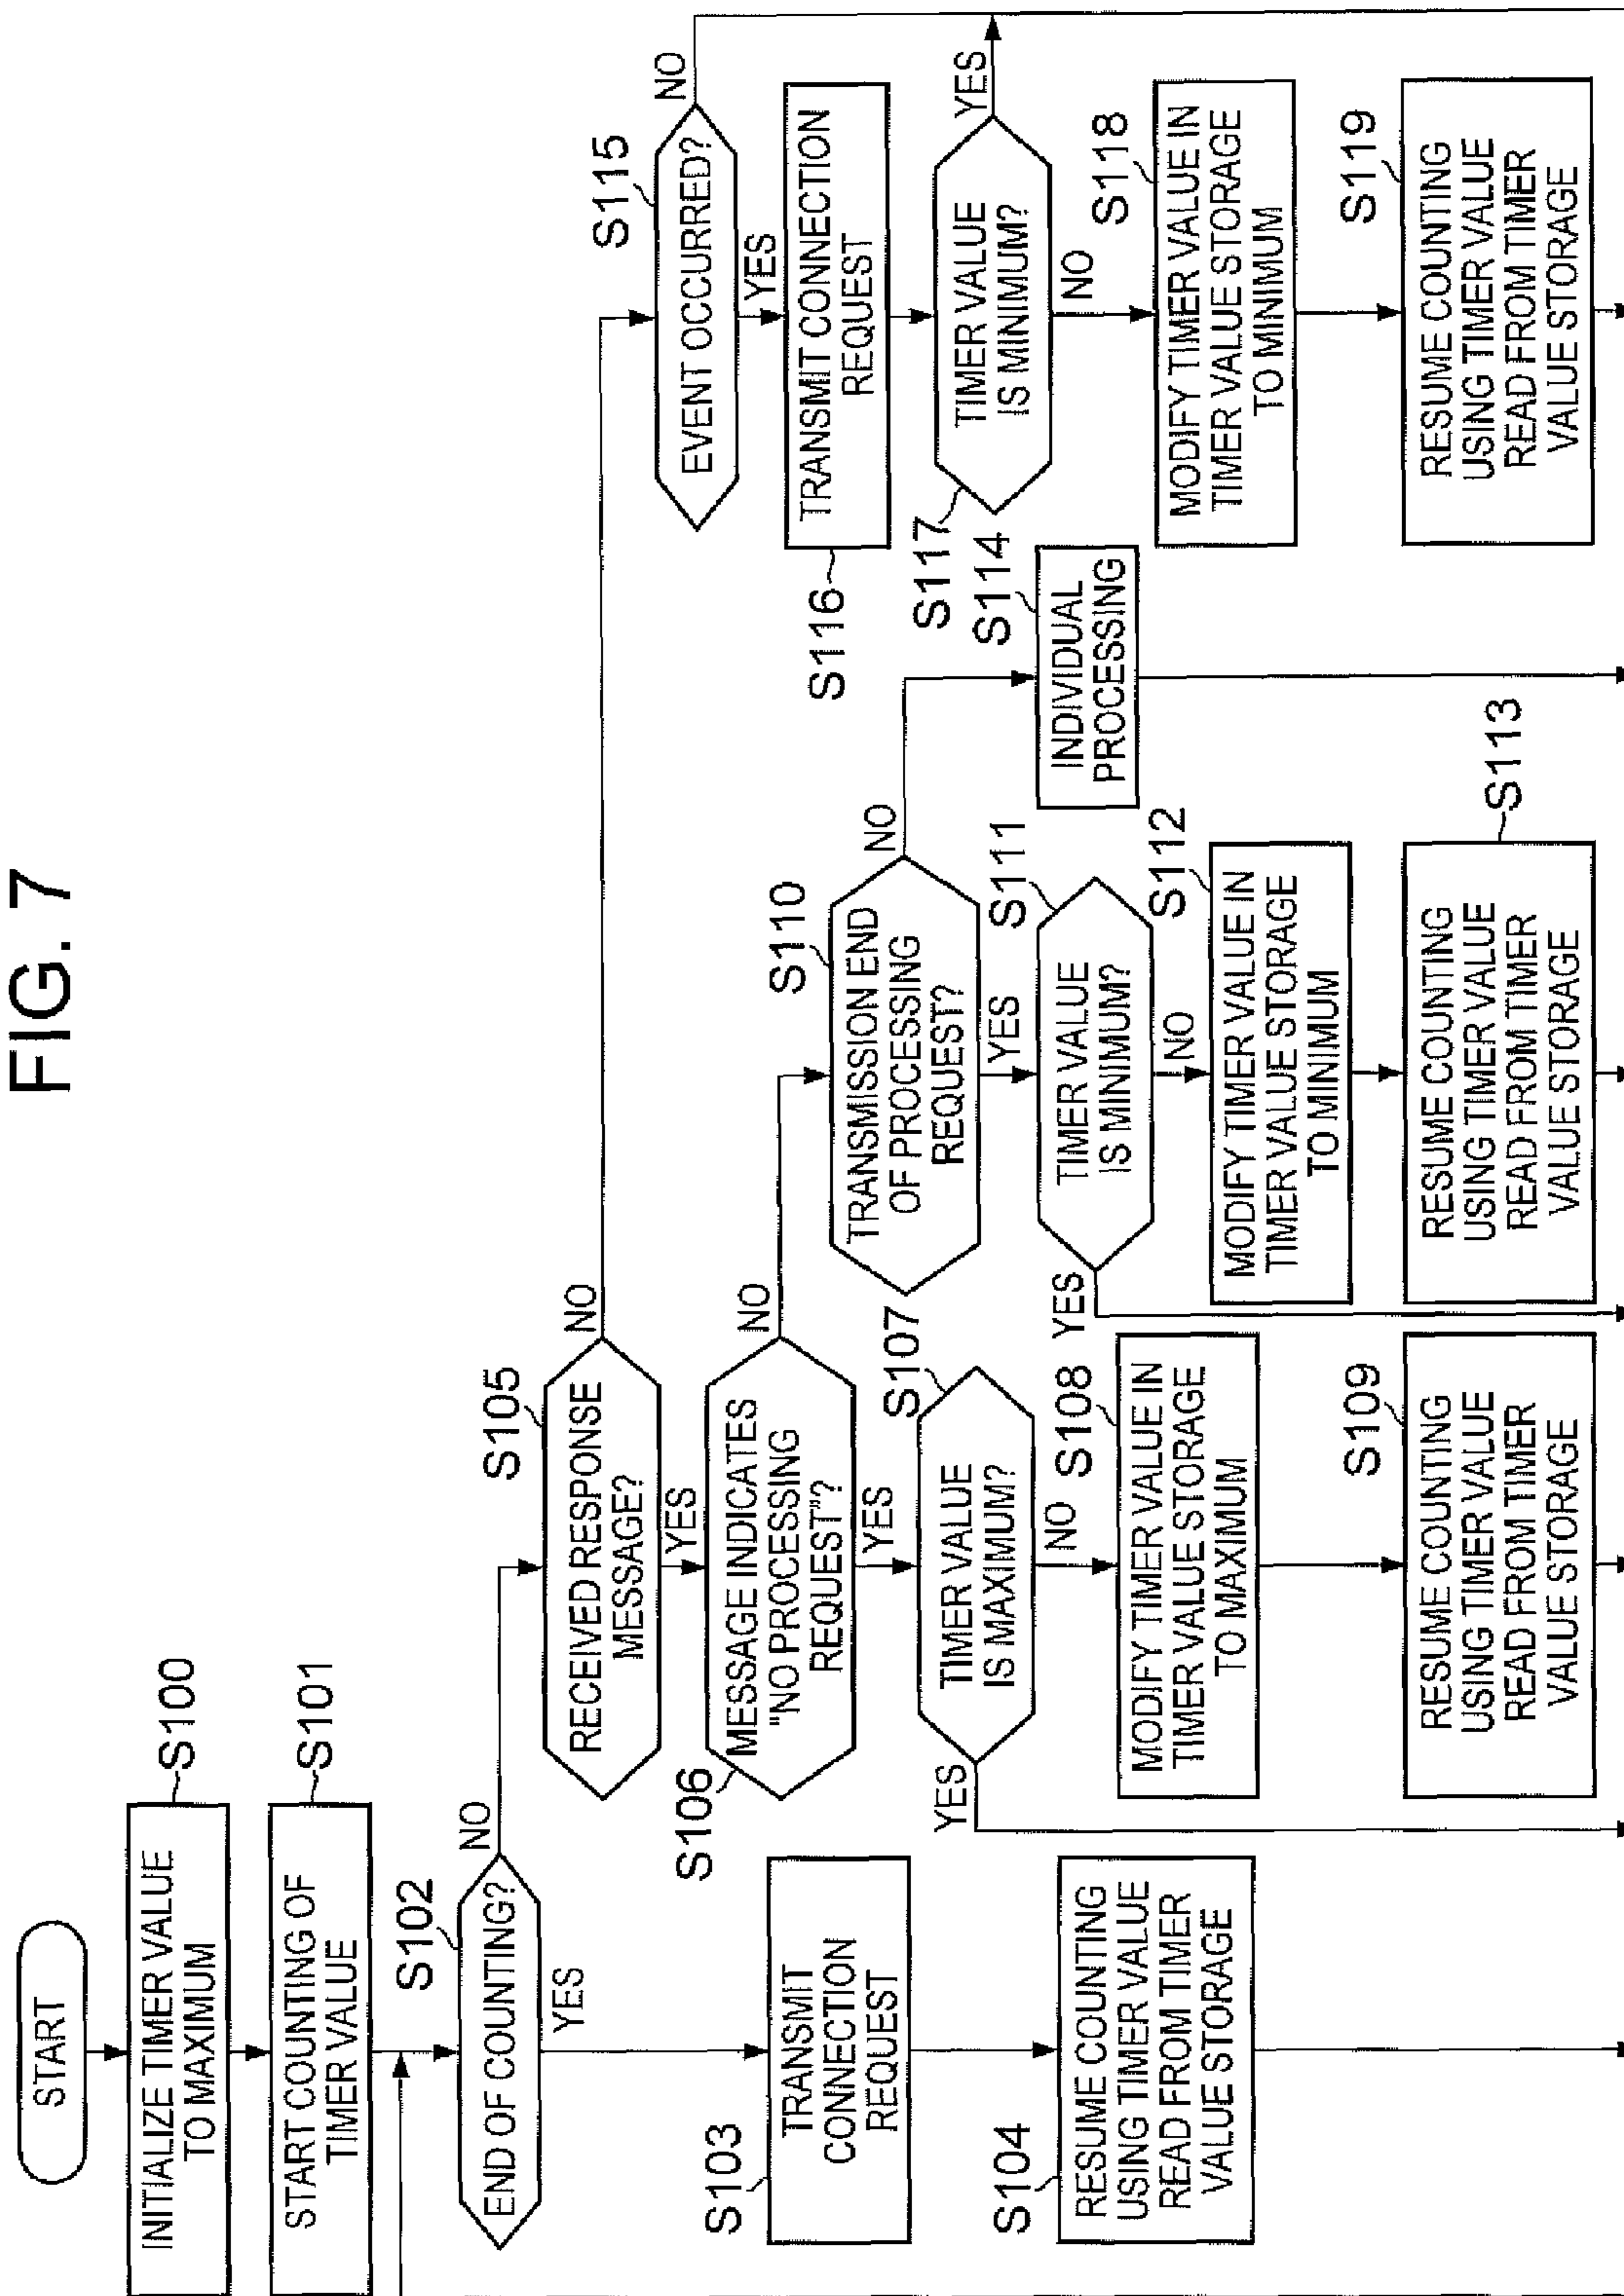 FIG. 7
START
INITIALIZE TIMER VALUE
TO MAXIMUM
S100
START COUNTING OF
TIMER VALUE
S101
S102
END OF COUNTING?
NO
YES
S103
TRANSMIT
CONNECTION
REQUEST
S104
RESUME COUNTING
USING TIMER VALUE
READ FROM TIMER
VALUE STORAGE
S105
RECEIVED RESPONSE
MESSAGE?
NO
YES
S106
MESSAGE INDICATES
"NO PROCESSING
REQUEST"?
NO
YES
S107
TIMER VALUE
IS MAXIMUM?
YES
NO
S108
MODIFY TIMER VALUE IN
TIMER VALUE STORAGE
TO MAXIMUM
S109
RESUME COUNTING
USING TIMER VALUE
READ FROM TIMER
VALUE STORAGE
S110
TRANSMISSION END
OF PROCESSING
REQUEST?
NO
YES
S111
TIMER VALUE
IS MINIMUM?
YES
NO
S112
MODIFY TIMER VALUE IN
TIMER VALUE STORAGE
TO MINIMUM
S113
RESUME COUNTING
USING TIMER VALUE
READ FROM TIMER
VALUE STORAGE
S114
INDIVIDUAL
PROCESSING
S115
EVENT OCCURRED?
NO
YES
S116
TRANSMIT CONNECTION
REQUEST
S117
TIMER VALUE
IS MINIMUM?
YES
NO
S118
MODIFY TIMER VALUE IN
TIMER VALUE STORAGE
TO MINIMUM
S119
RESUME COUNTING
USING TIMER VALUE
READ FROM TIMER
VALUE STORAGE